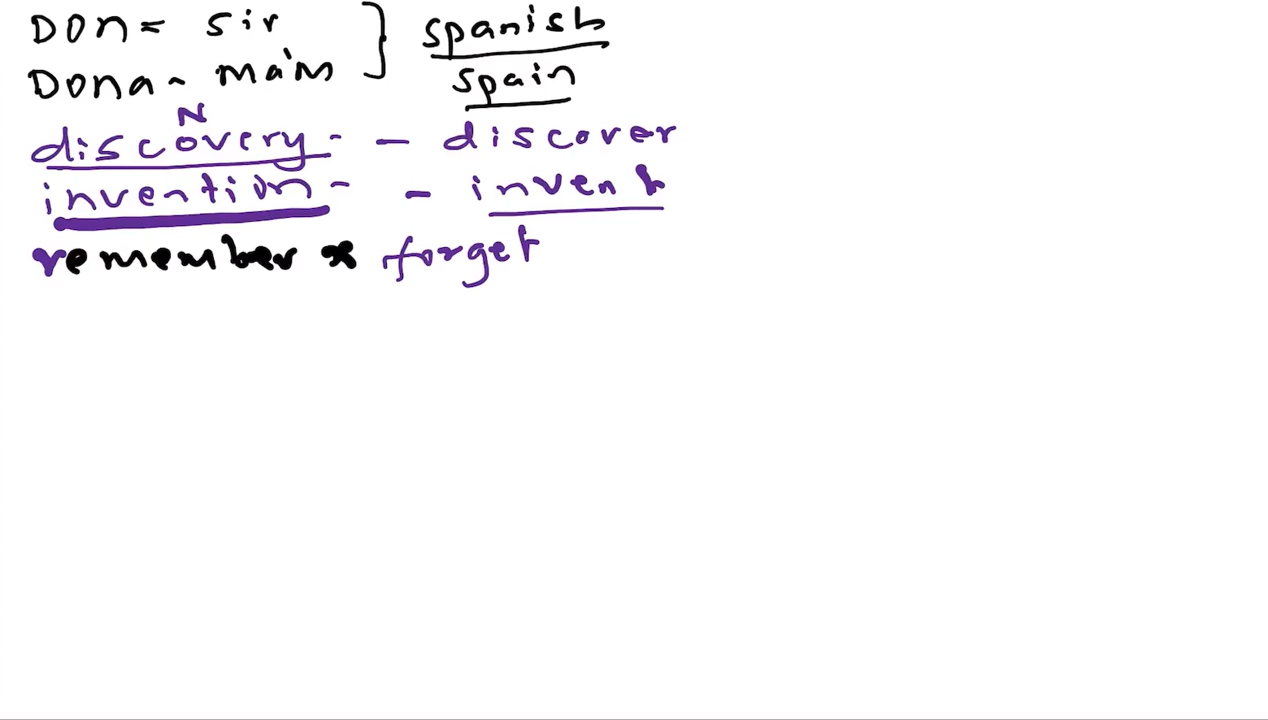 DOn = sir } spanish
Dona - ma'm spain
N
discovery - - discover
invention - - invent
remember x forget